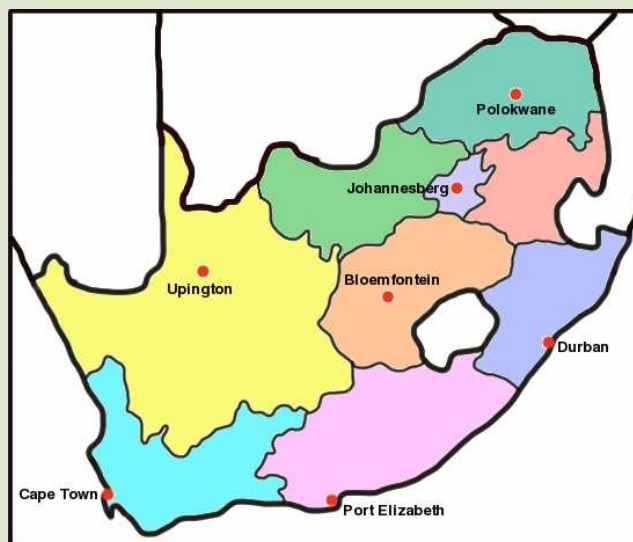 Polokwane
Johannesberg
Bloemfontein
Upington
Durban
Cape Town
Port Elizabeth